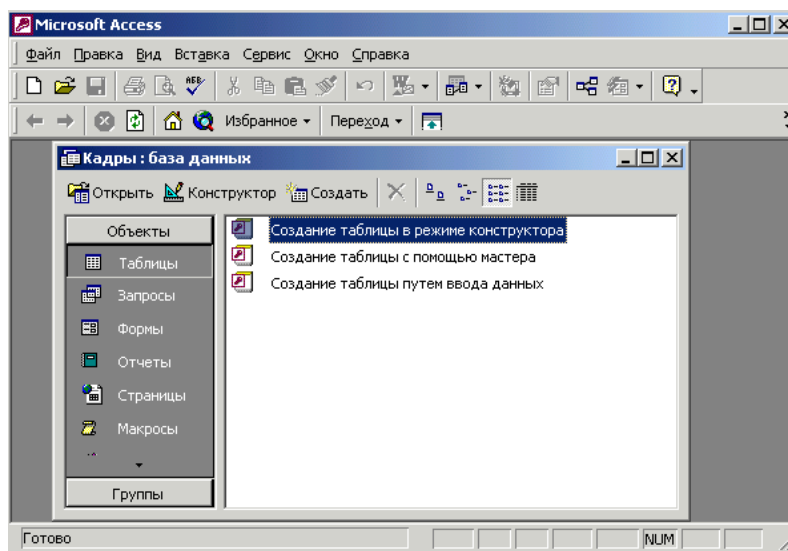 Microsoft Access
Файл Правка Вид Вставка Сервис Окно Справка
Избранное Переход
Кадры : база данных
Открыть Конструктор Создать
Объекты
Таблицы
Запросы
Формы
Отчеты
Страницы
Макросы
Группы
Создание таблицы в режиме конструктора
Создание таблицы с помощью мастера
Создание таблицы путем ввода данных
Готово NUM